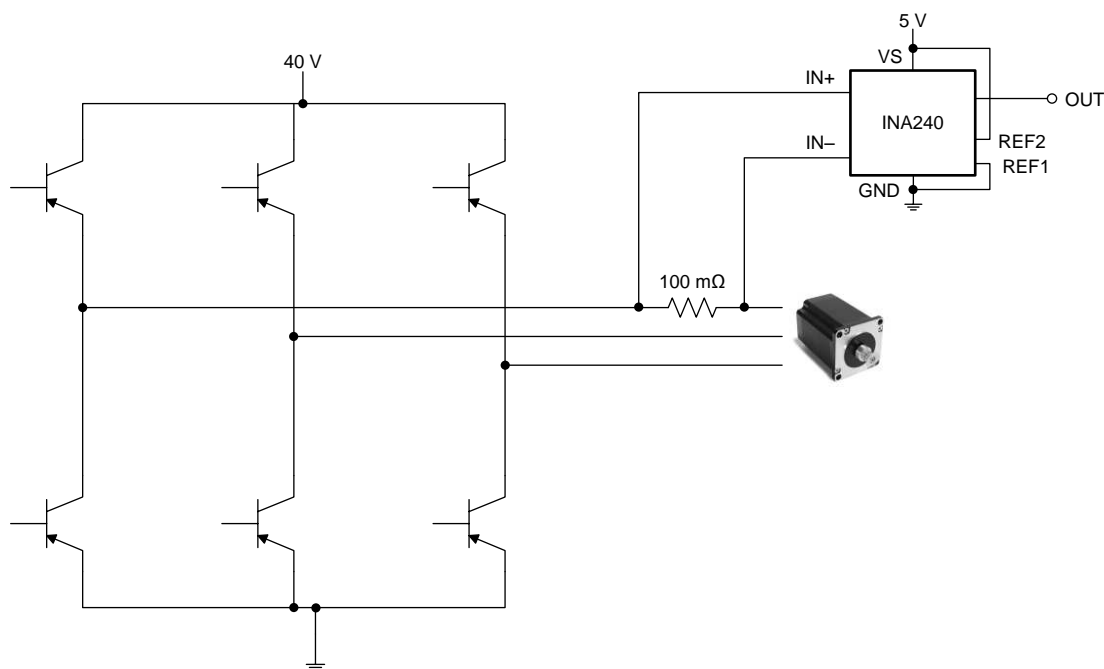 5 V
40 V
VS
IN+
INA240
OUT
IN–
REF2
REF1
GND
100 mΩ